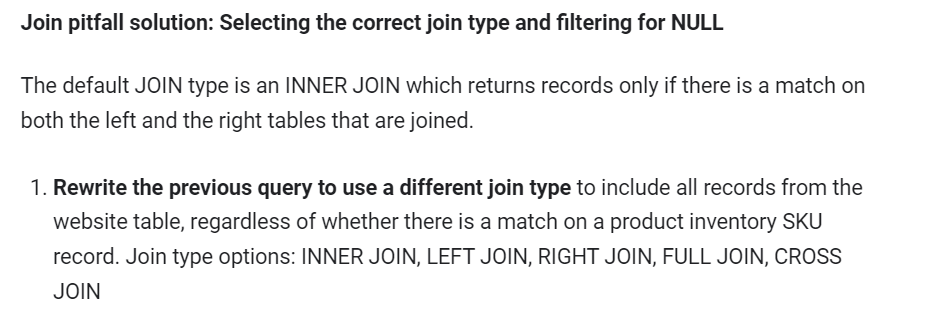 Join pitfall solution: Selecting the correct join type and filtering for NULL
The default JOIN type is an INNER JOIN which returns records only if there is a match on
both the left and the right tables that are joined.
1. Rewrite the previous query to use a different join type to include all records from the
website table, regardless of whether there is a match on a product inventory SKU
record. Join type options: INNER JOIN, LEFT JOIN, RIGHT JOIN, FULL JOIN, CROSS
JOIN